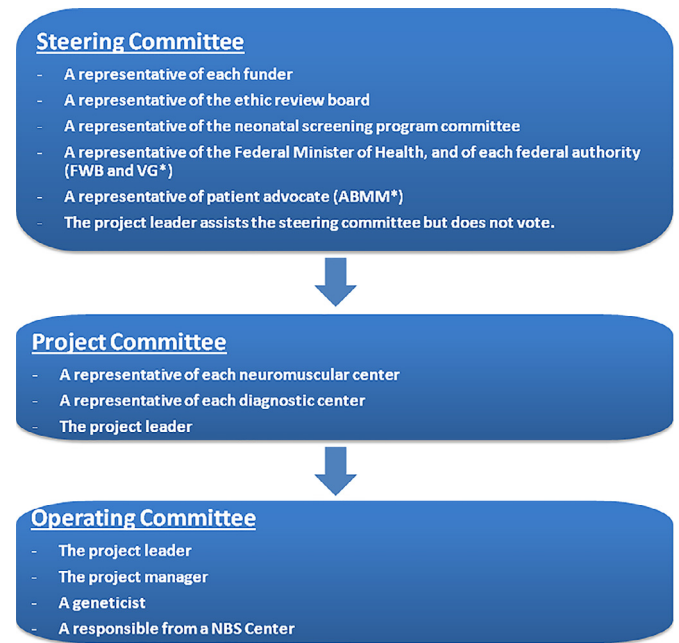 Steering Committee
- A representative of each funder
- A representative of the ethic review board
- A representative of the neonatal screening program committee
- A representative of the Federal Minister of Health, and of each federal authority
(FWB and VG*)
- A representative of patient advocate (ABMM*)
- The project leader assists the steering committee but does not vote.
Project Committee
- A representative of each neuromuscular center
- A representative of each diagnostic center
- The project leader
Operating Committee
- The project leader
- The project manager
- A geneticist
- A responsible from a NBS Center